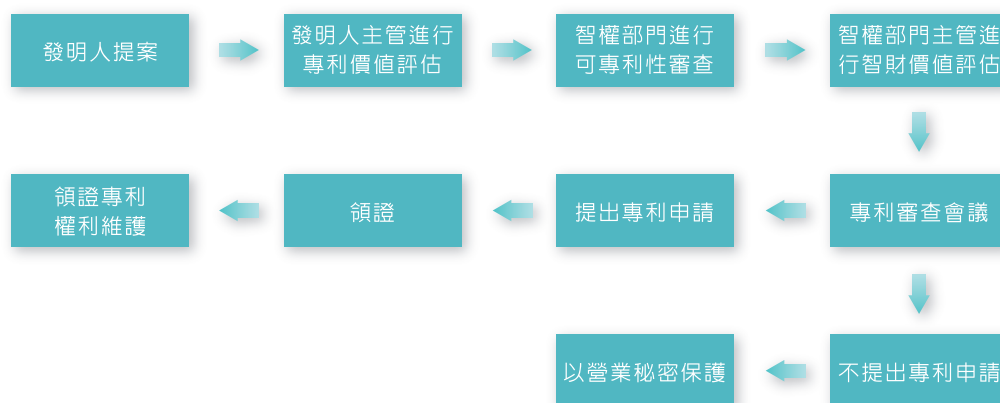 發明人提案
發明人主管進行
專利價值評估
智權部門進行
可專利性審查
智權部門主管進
行智財價值評估
領證專利
權利維護
領證
提出專利申請
專利審查會議
以營業秘密保護
不提出專利申請